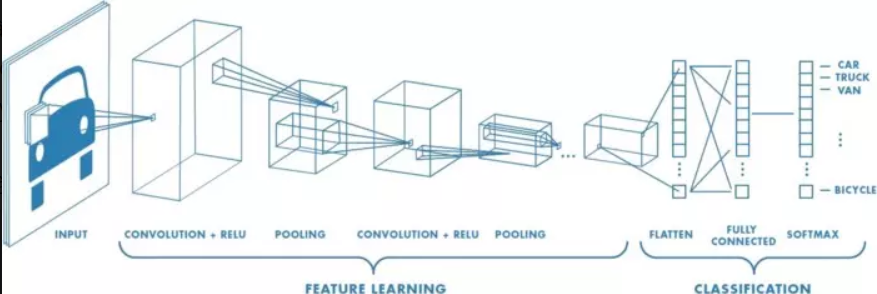 CAR
TRUCK
VAN
BICYCLE
INPUT
CONVOLUTION + RELU
POOLING
CONVOLUTION + RELU
POOLING
FLATTEN
FULLY
CONNECTED
SOFTMAX
FEATURE LEARNING
CLASSIFICATION